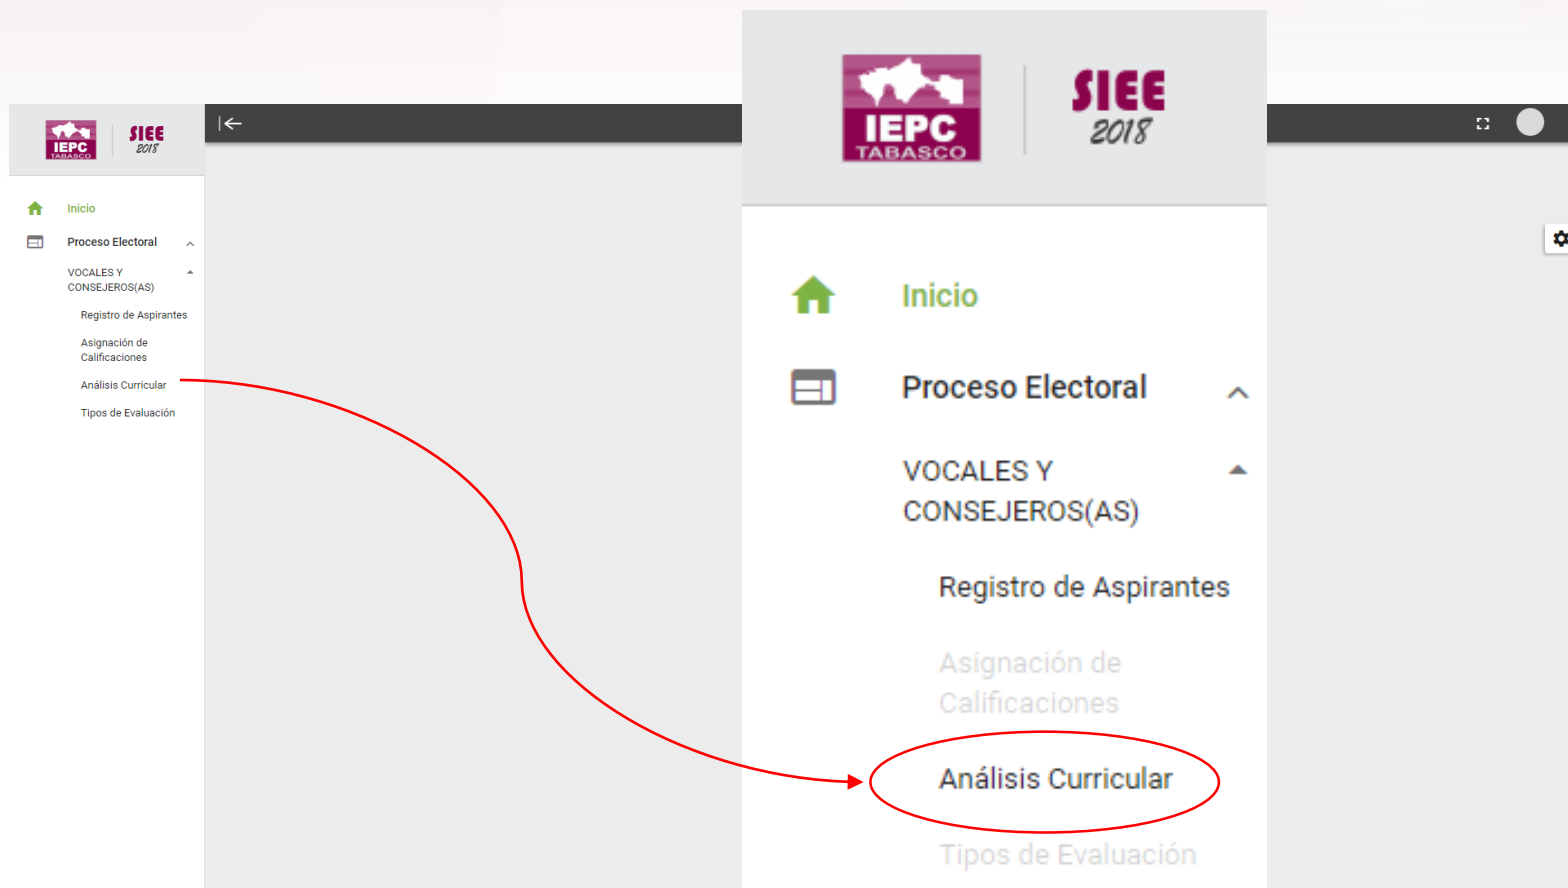 IEPC
TABASCO
SIEE
2018
Inicio
Proceso Electoral
VOCALES Y
CONSEJEROS(AS)
Registro de Aspirantes
Asignación de
Calificaciones
Análisis Curricular
Tipos de Evaluación
IEPC
TABASCO
SIEE
2018
Inicio
Proceso Electoral
VOCALES Y
CONSEJEROS(AS)
Registro de Aspirantes
Asignación de
Calificaciones
Análisis Curricular
Tipos de Evaluación